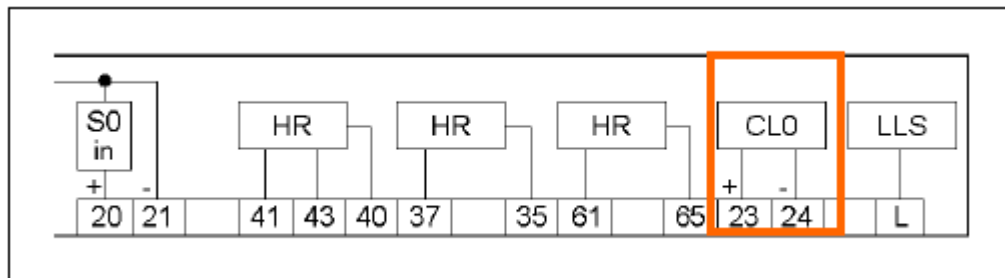 S0 HR HR HR CL0 LLS
in
+ - + -
20 21 41 43 40 37 35 61 65 23 24 L